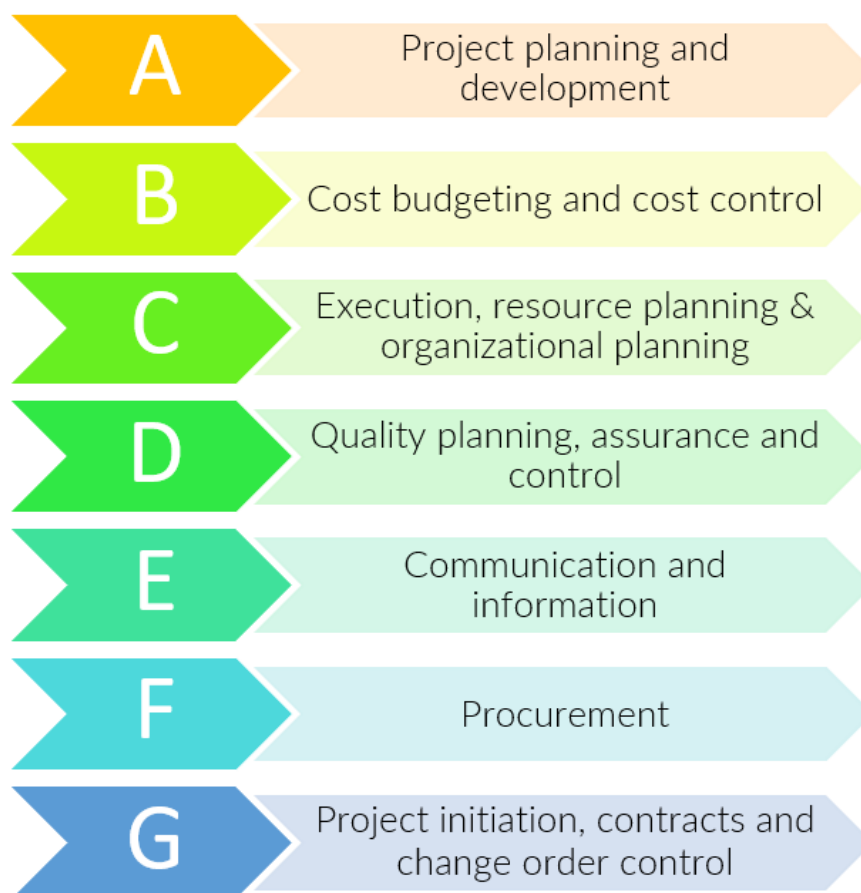 A
Project planning and
development
B
Cost budgeting and cost control
C
Execution, resource planning &
organizational planning
D
Quality planning, assurance and
control
E
Communication and
information
F
Procurement
G
Project initiation, contracts and
change order control